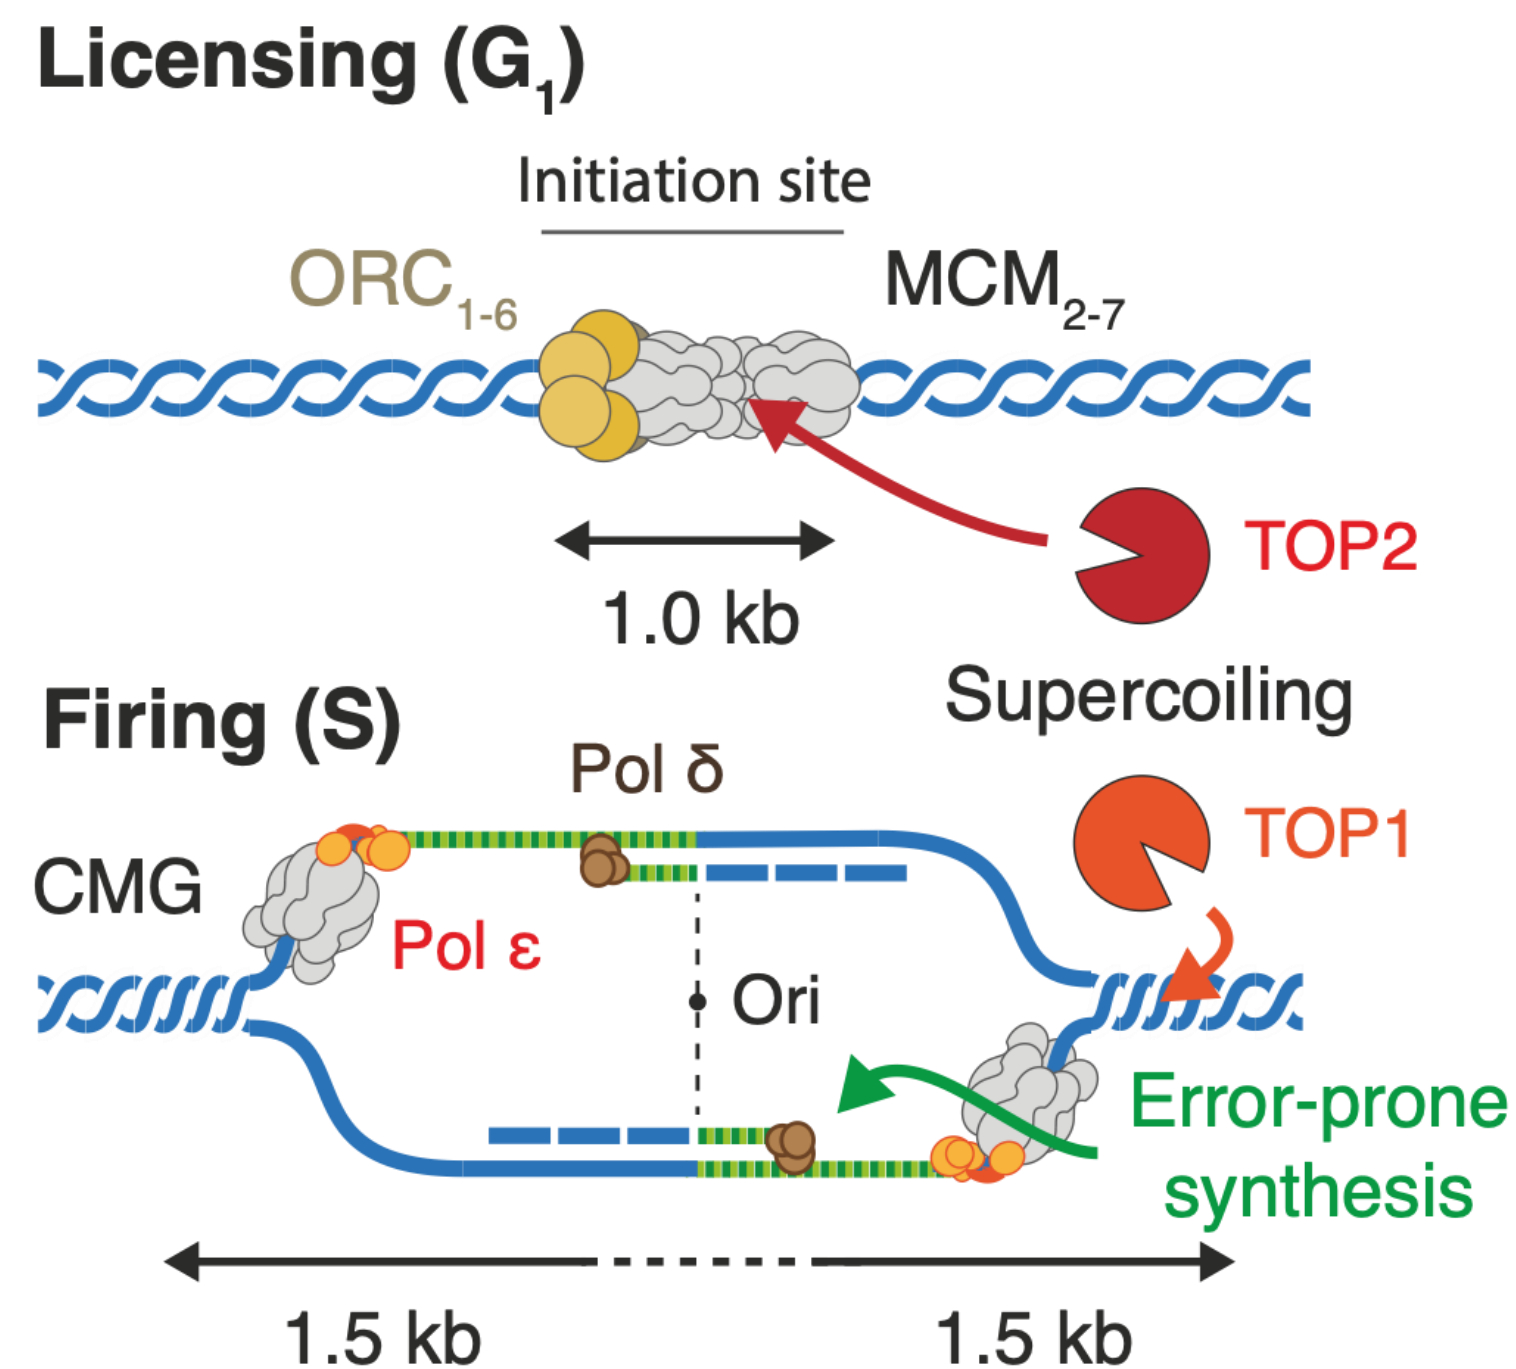 Licensing (G1)
Initiation site
ORC1-6
MCM2-7
TOP2
1.0 kb
Supercoiling
Firing (S)
Pol δ
TOP1
CMG
Pol ε
Ori
Error-prone
synthesis
1.5 kb
1.5 kb